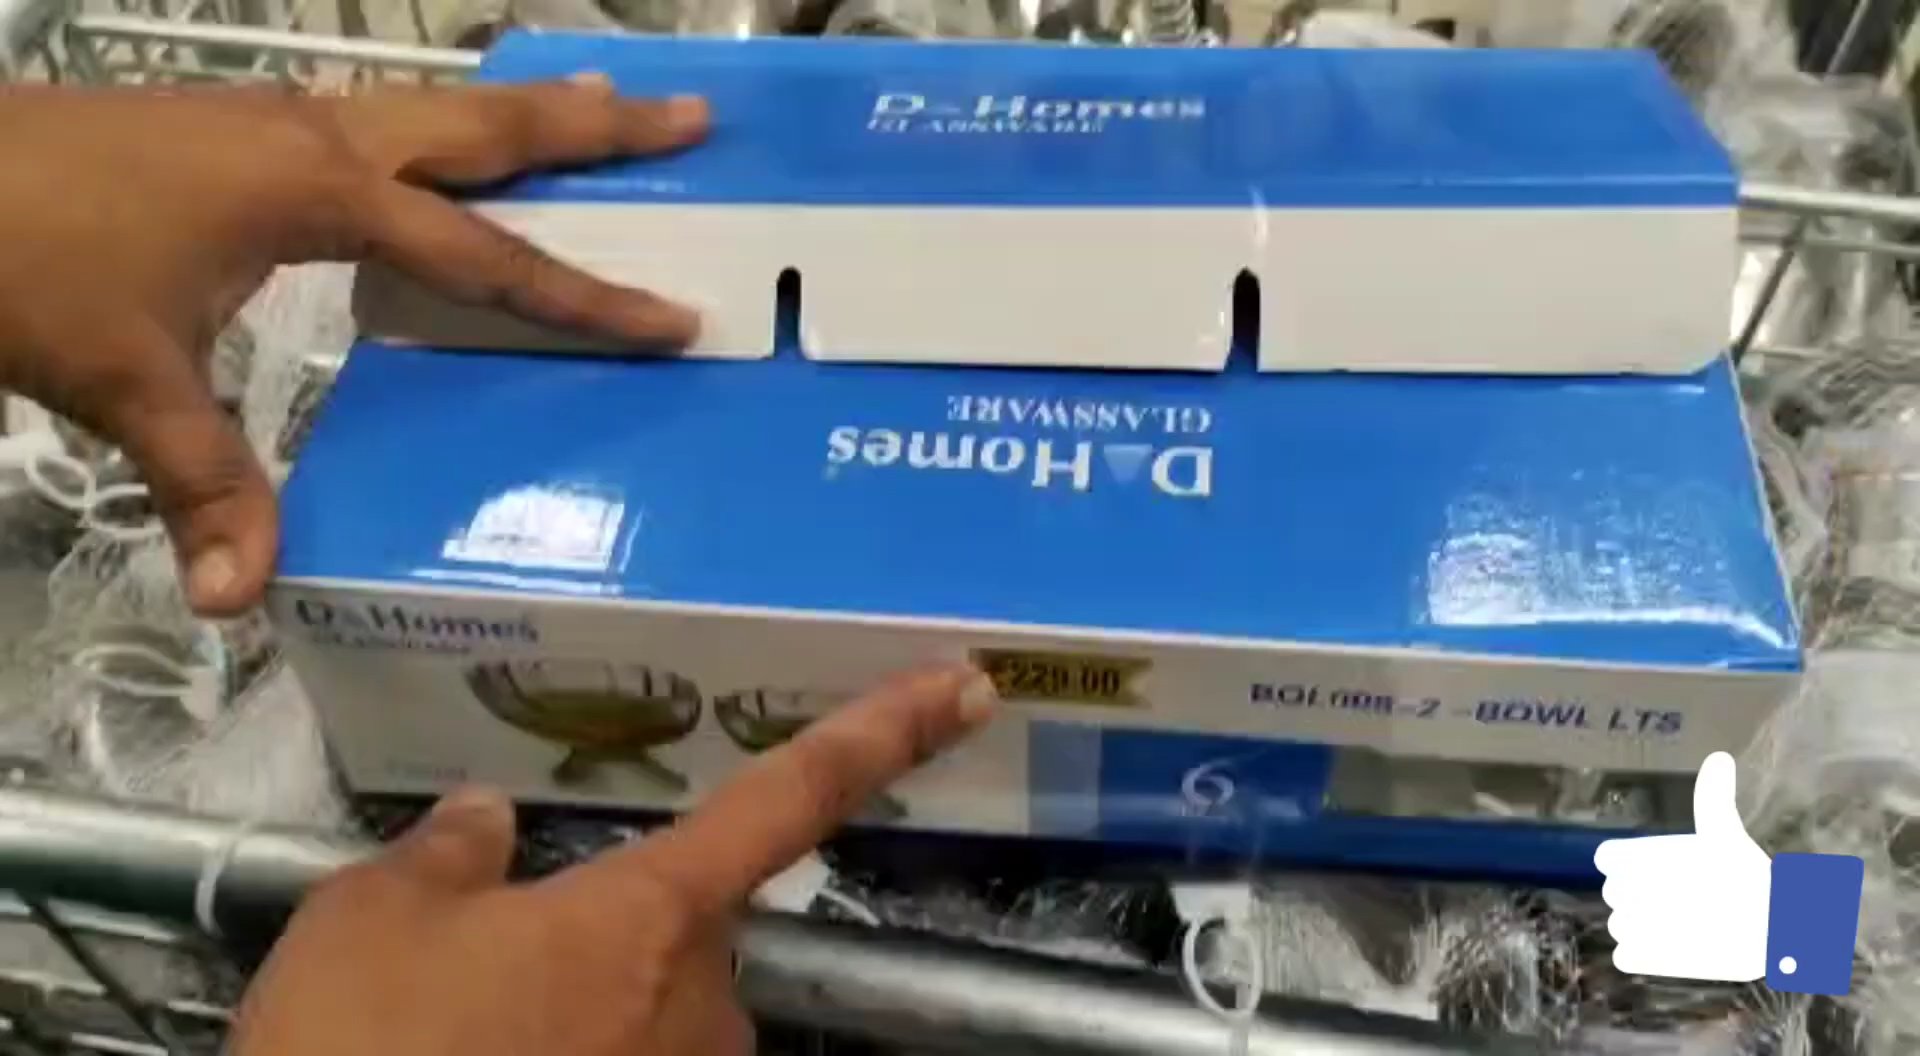 D Homes
GLASSWARE
GLASSWARE
D Homes
D Homes
229.00
BOL008-2 -BOWL LTS
6